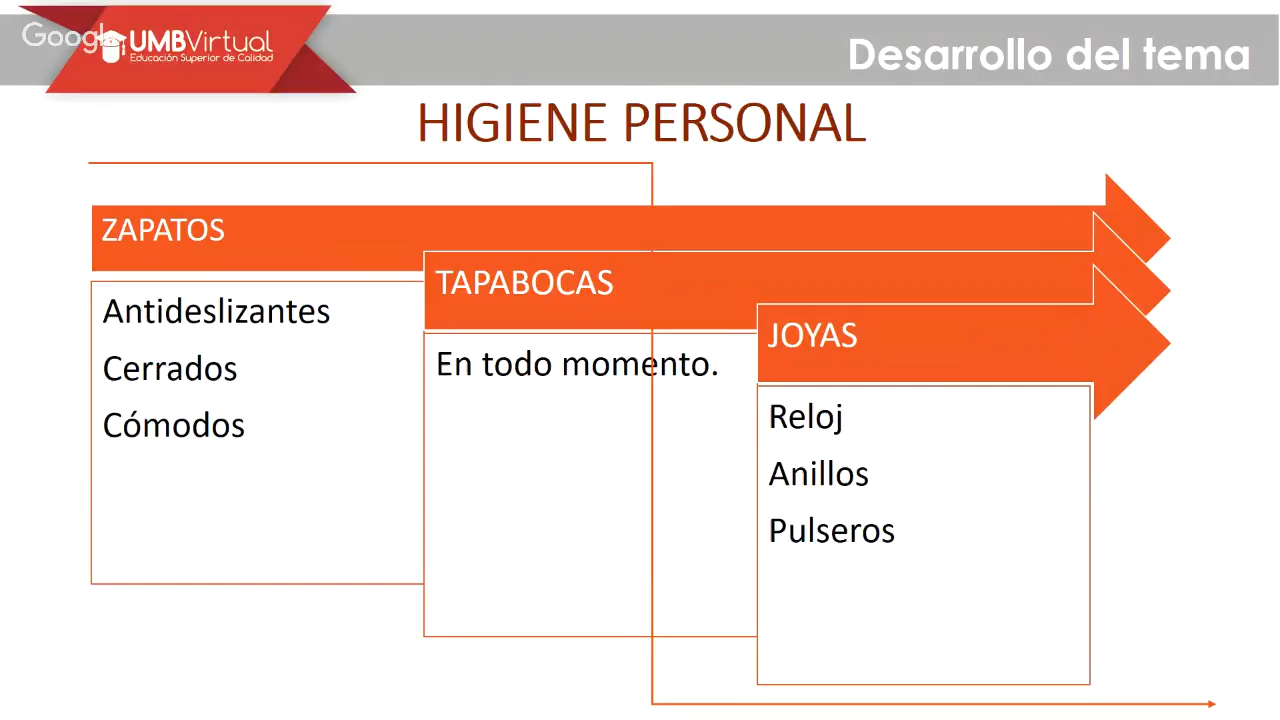 Google
UMBVirtual
Educación Superior de Calidad
Desarrollo del tema
HIGIENE PERSONAL
ZAPATOS
Antideslizantes
Cerrados
Cómodos
TAPABOCAS
En todo momento.
JOYAS
Reloj
Anillos
Pulseros